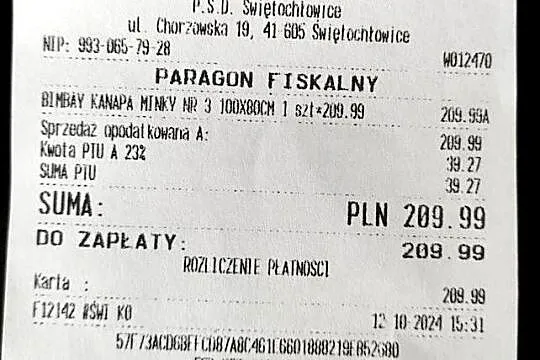 P.S.D. Świętochłowice
ul. Chorzowska 19, 41 605 Świętochłowice
NIP: 993-065-79-28 W012470
PARAGON FISKALNY
BIMBAY KANAPA MINKY NR 3 100X80CM 1 szt*209.99 209.99A
Sprzedaż opodatkowana A: 209.99
Kwota PTU A 23% 39.27
SUMA PTU 39.27
SUMA: PLN 209.99
DO ZAPŁATY: 209.99
ROZLICZENIE PŁATNOŚCI
Karta : 209.99
F12142 #ŚWI KO 12-10-2024 15:31